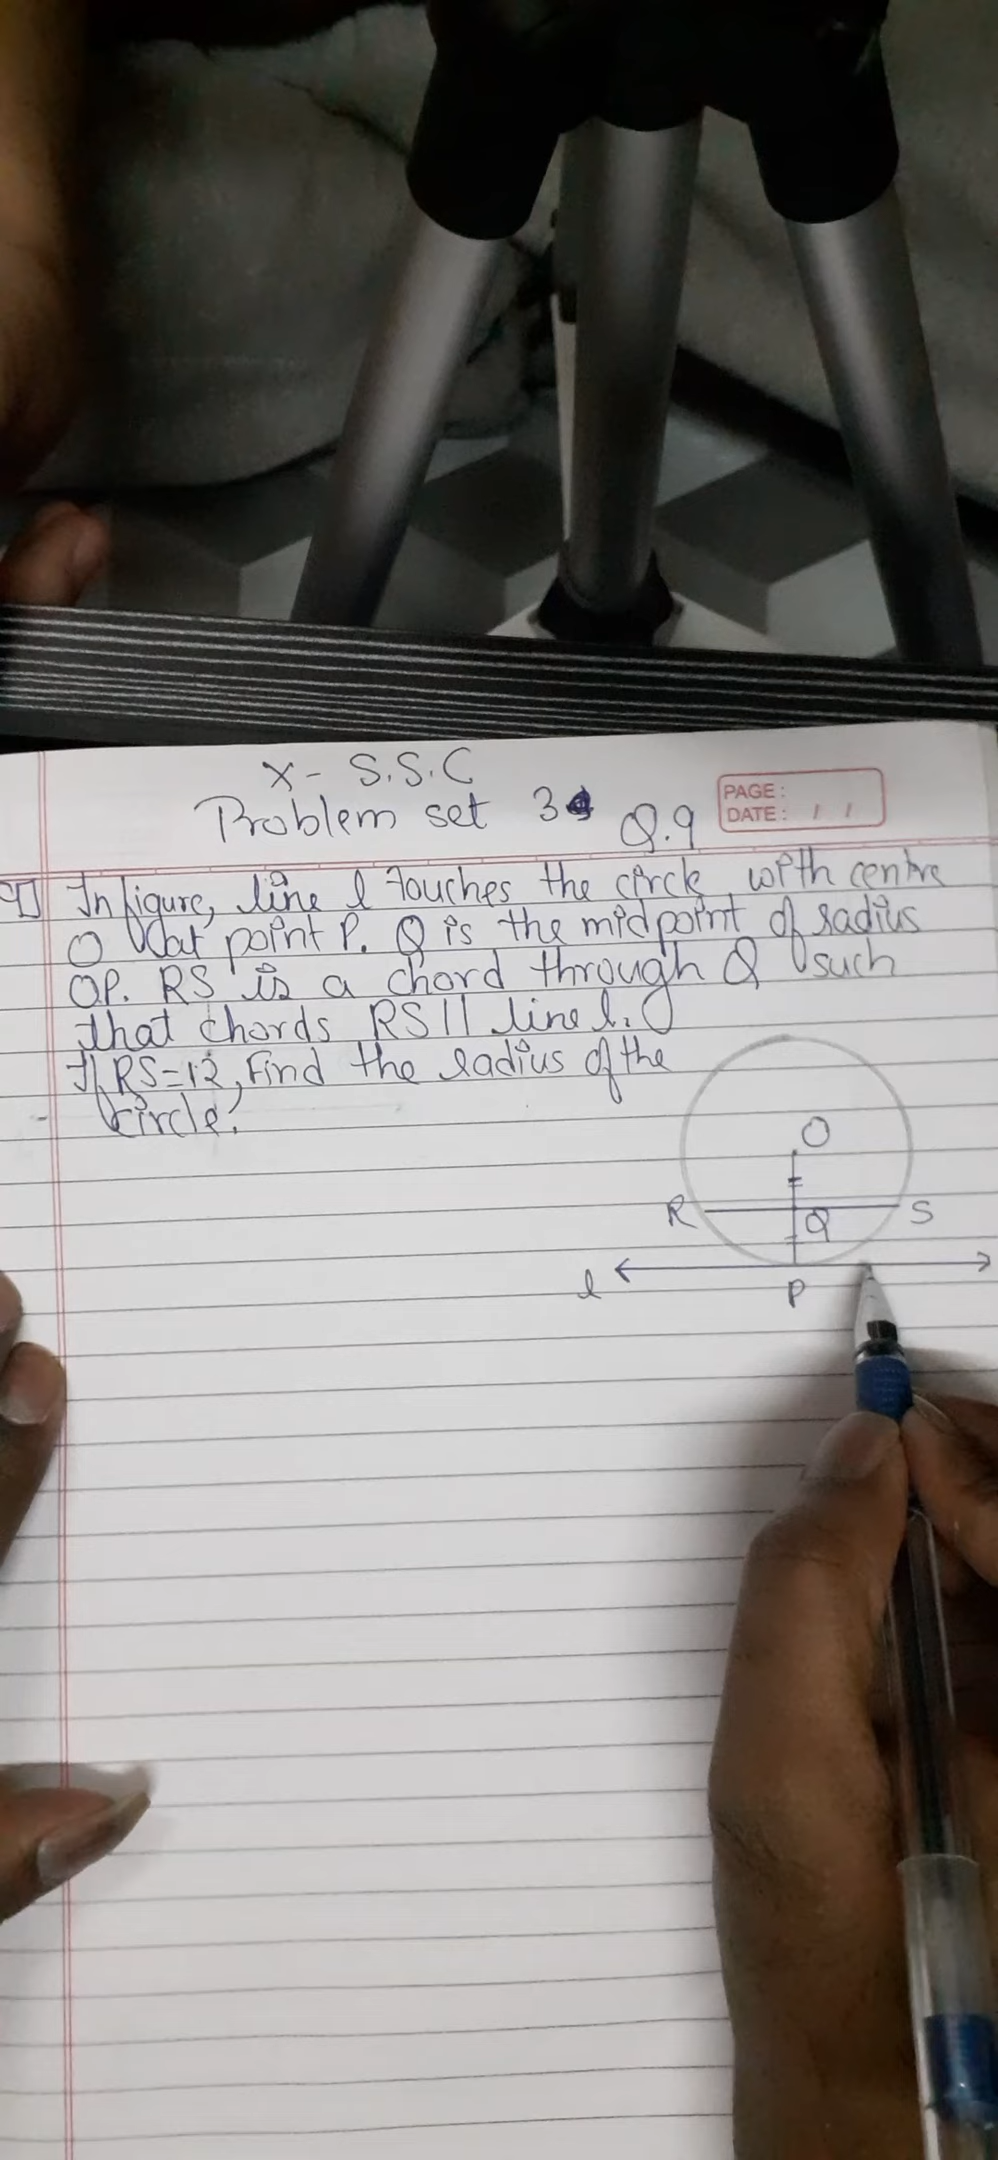 X - S.S.C
Problem set 3 Q.9
PAGE :
DATE : / /
9] In figure, line l touches the circle with centre
O at point P. Q is the midpoint of radius
OP. RS is a chord through Q such
that chords RS || line l.
If RS=12, Find the radius of the
circle.
O
R
Q
S
l
P